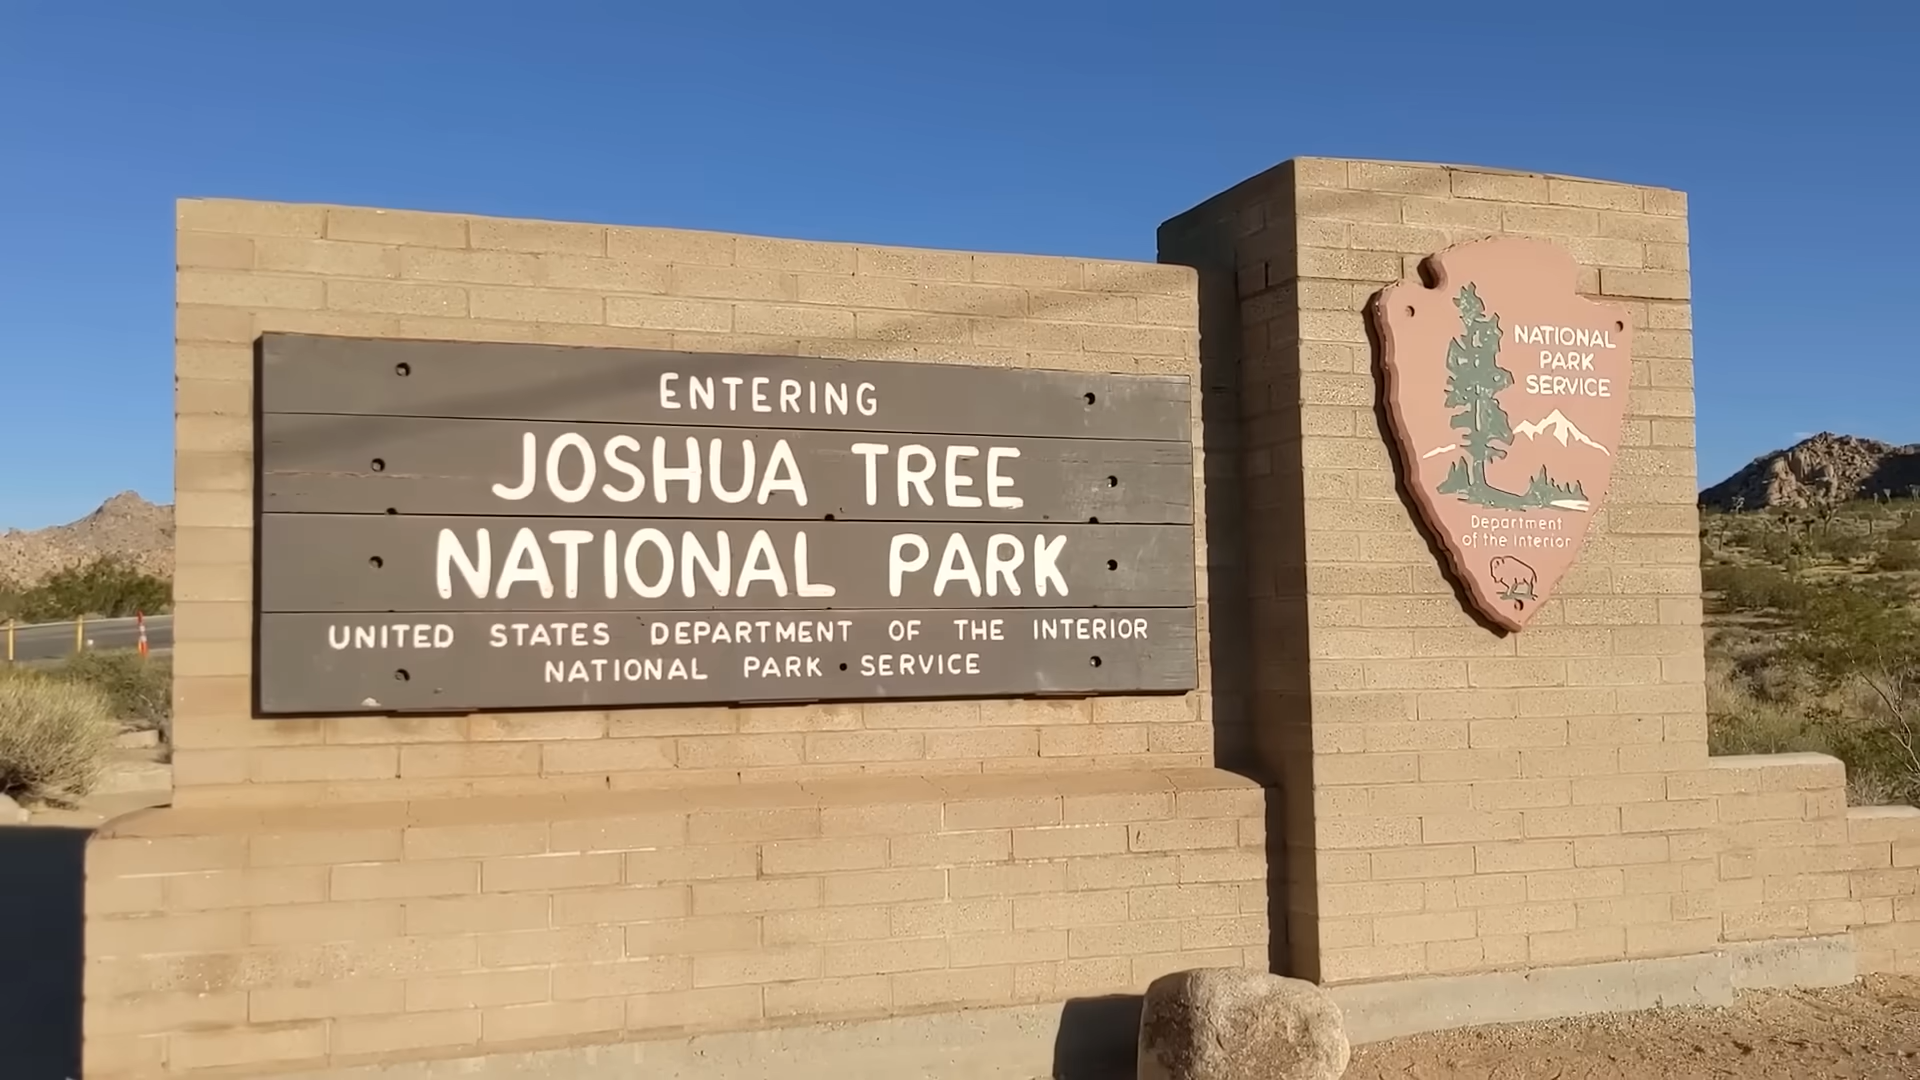 ENTERING
JOSHUA TREE
NATIONAL PARK
UNITED STATES DEPARTMENT OF THE INTERIOR
NATIONAL PARK SERVICE
NATIONAL
PARK
SERVICE
Department
of the Interior